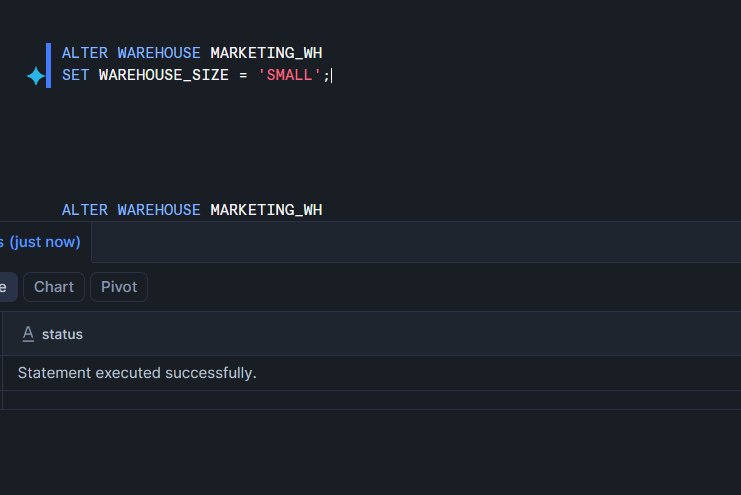 ALTER WAREHOUSE MARKETING_WH
SET WAREHOUSE_SIZE = 'SMALL';
ALTER WAREHOUSE MARKETING_WH
s (just now)
e Chart Pivot
A status
Statement executed successfully.